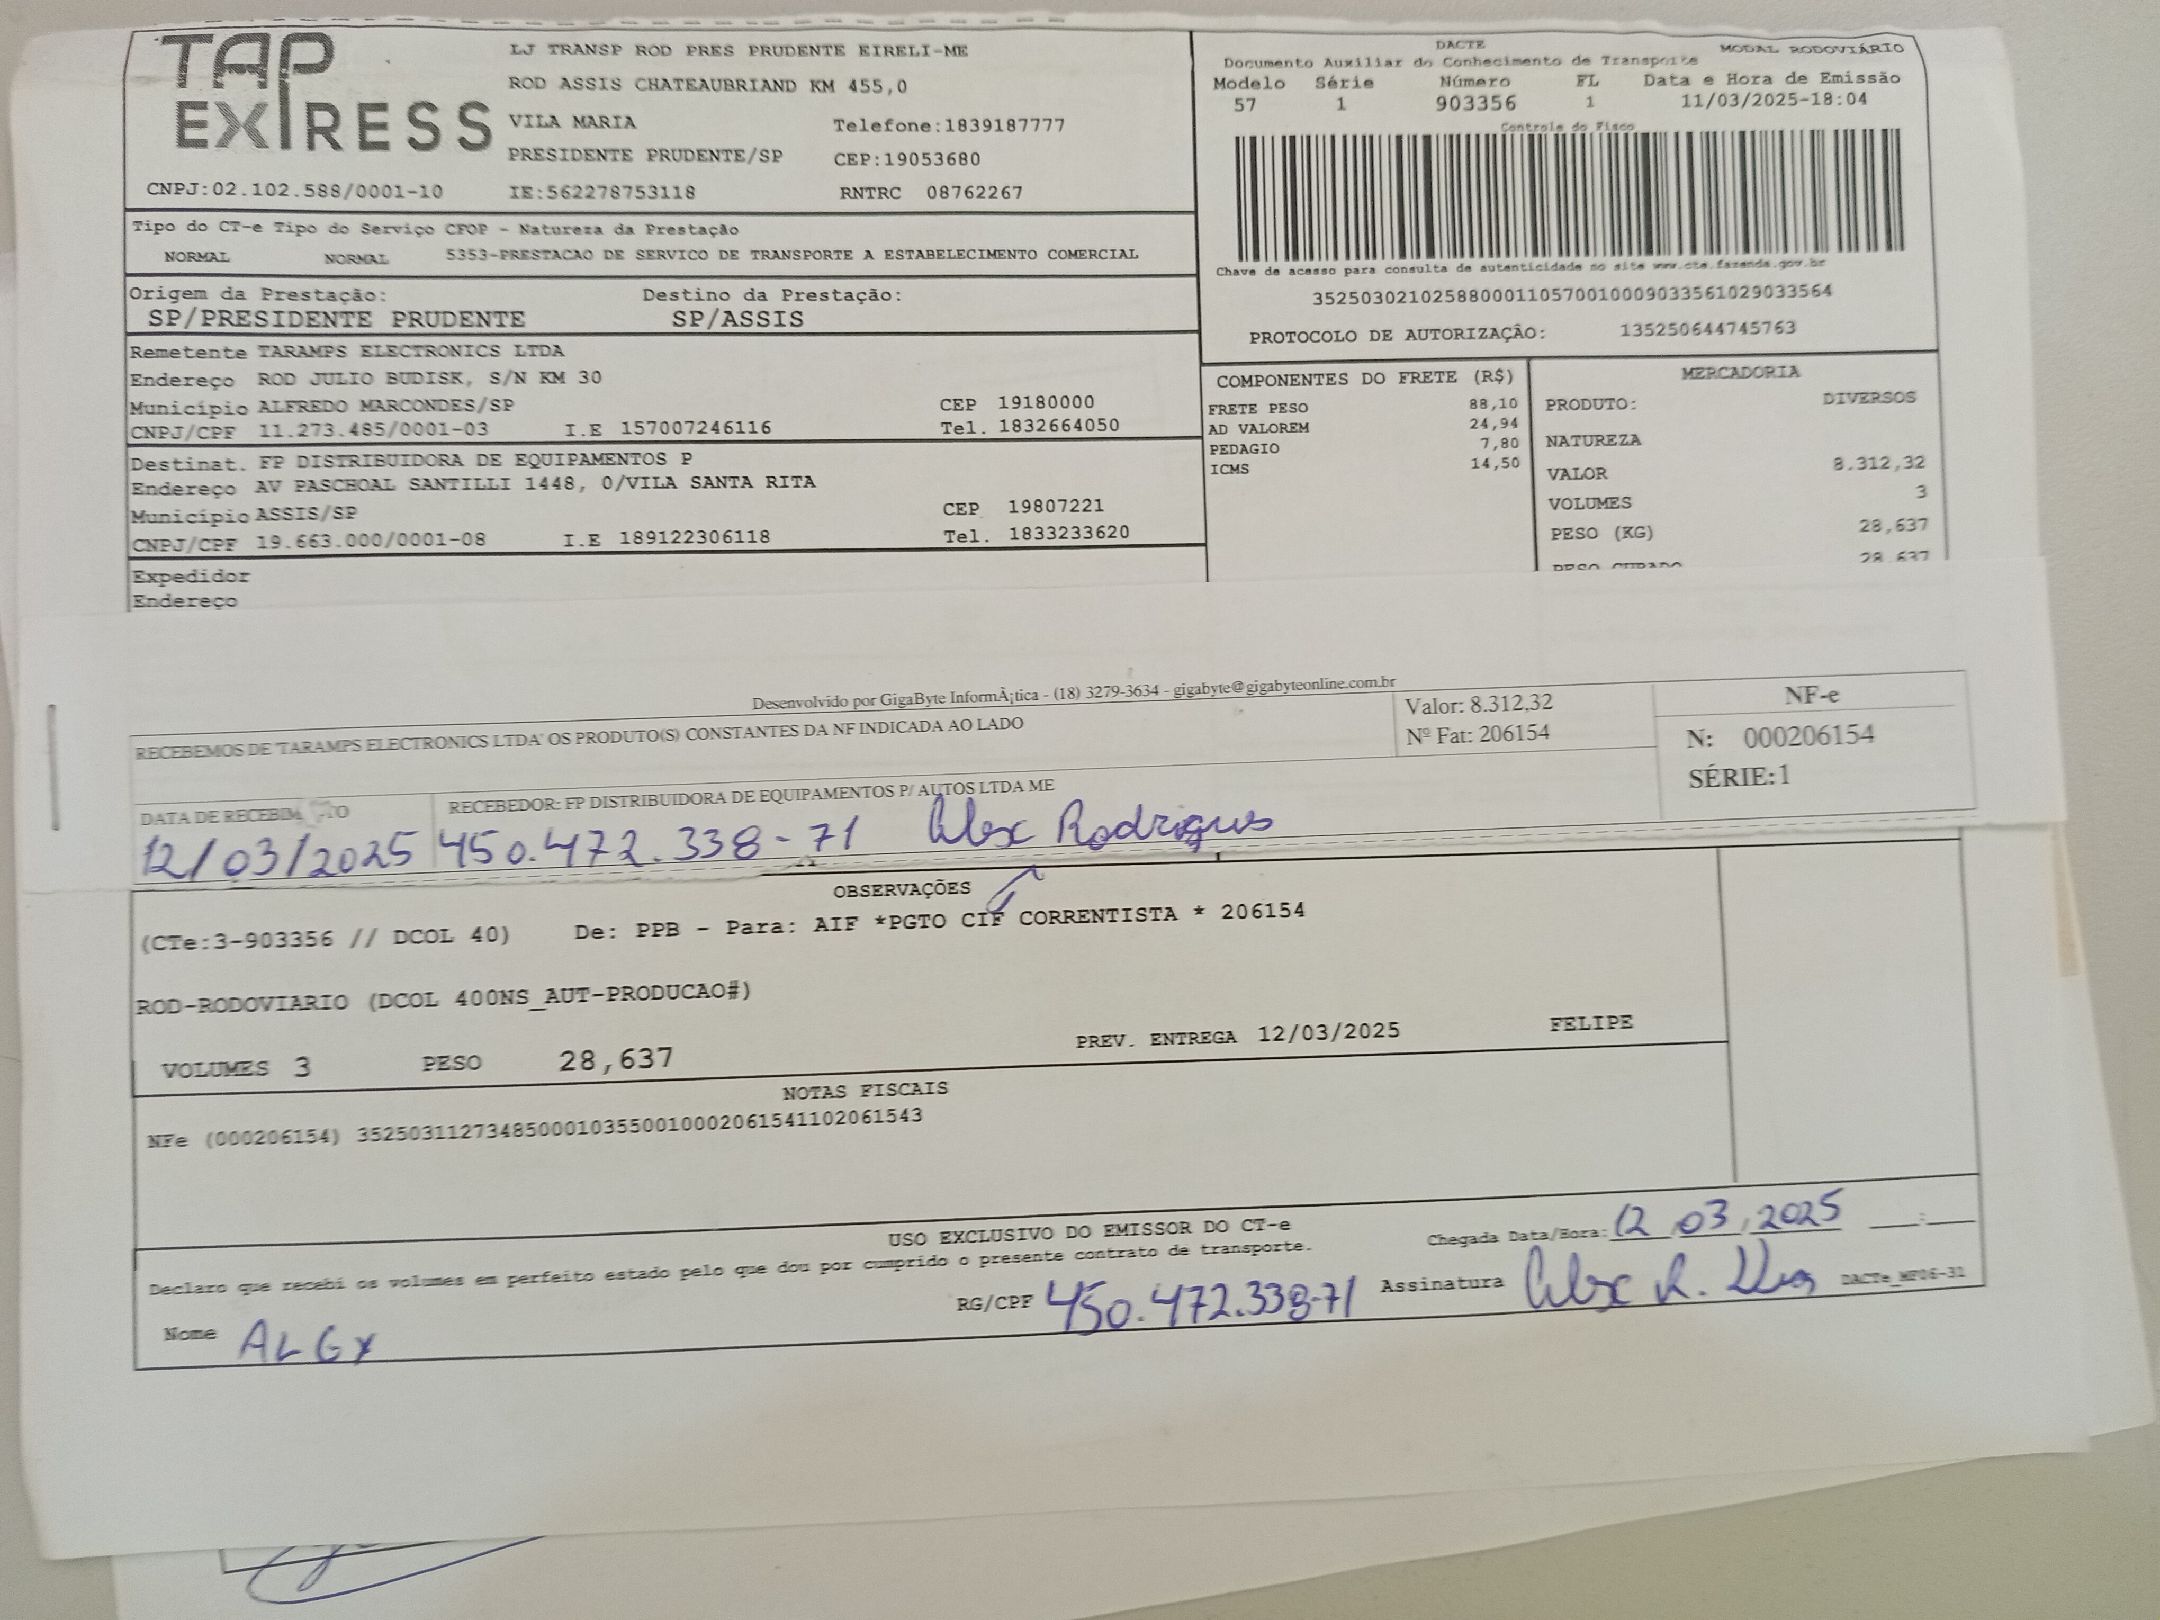 TAP EXPRESS
LJ TRANSP ROD PRES PRUDENTE EIRELI-ME
ROD ASSIS CHATEAUBRIAND KM 455,0
VILA MARIA Telefone:1839187777
PRESIDENTE PRUDENTE/SP CEP:19053680
CNPJ:02.102.588/0001-10 IE:562278753118 RNTRC 08762267
DACTE MODAL RODOVIÁRIO
Documento Auxiliar do Conhecimento de Transporte
Modelo Série Número FL Data e Hora de Emissão
57 1 903356 1 11/03/2025-18:04
Controle do Fisco
Chave de acesso para consulta de autenticidade no site www.cte.fazenda.gov.br
35250302102588000110570010009033561029033564
PROTOCOLO DE AUTORIZAÇÃO: 135250644745763
Tipo do CT-e Tipo do Serviço CFOP - Natureza da Prestação
NORMAL NORMAL 5353-PRESTACAO DE SERVICO DE TRANSPORTE A ESTABELECIMENTO COMERCIAL
Origem da Prestação: Destino da Prestação:
SP/PRESIDENTE PRUDENTE SP/ASSIS
Remetente TARAMPS ELECTRONICS LTDA
Endereço ROD JULIO BUDISK, S/N KM 30
Município ALFREDO MARCONDES/SP CEP 19180000
CNPJ/CPF 11.273.485/0001-03 I.E 157007246116 Tel. 1832664050
Destinat. FP DISTRIBUIDORA DE EQUIPAMENTOS P
Endereço AV PASCHOAL SANTILLI 1448, 0/VILA SANTA RITA
Município ASSIS/SP CEP 19807221
CNPJ/CPF 19.663.000/0001-08 I.E 189122306118 Tel. 1833233620
Expedidor
Endereço
COMPONENTES DO FRETE (R$)
FRETE PESO 88,10
AD VALOREM 24,94
PEDAGIO 7,80
ICMS 14,50
MERCADORIA
PRODUTO: DIVERSOS
NATUREZA
VALOR 8.312,32
VOLUMES 3
PESO (KG) 28,637
PESO CUBADO 28,637
Desenvolvido por GigaByte InformÀ¡tica - (18) 3279-3634 - gigabyte@gigabyteonline.com.br
RECEBEMOS DE 'TARAMPS ELECTRONICS LTDA' OS PRODUTO(S) CONSTANTES DA NF INDICADA AO LADO
Valor: 8.312,32
Nº Fat: 206154
NF-e
N: 000206154
SÉRIE:1
DATA DE RECEBIM TO RECEBEDOR: FP DISTRIBUIDORA DE EQUIPAMENTOS P/ AUTOS LTDA ME
12/03/2025 450.472.338-71 Alex Rodrigues
OBSERVAÇÕES
(CTe:3-903356 // DCOL 40) De: PPB - Para: AIF *PGTO CIF CORRENTISTA * 206154
ROD-RODOVIARIO (DCOL 400NS_AUT-PRODUCAO#)
VOLUMES 3 PESO 28,637 PREV. ENTREGA 12/03/2025 FELIPE
NOTAS FISCAIS
NFe (000206154) 35250311273485000103550010002061541102061543
USO EXCLUSIVO DO EMISSOR DO CT-e
Declaro que recebi os volumes em perfeito estado pelo que dou por cumprido o presente contrato de transporte.
Chegada Data/Hora: 12 03 2025 __:__
Nome ALEX RG/CPF 450.472.338-71 Assinatura Alex R. DACTe_MF06-31